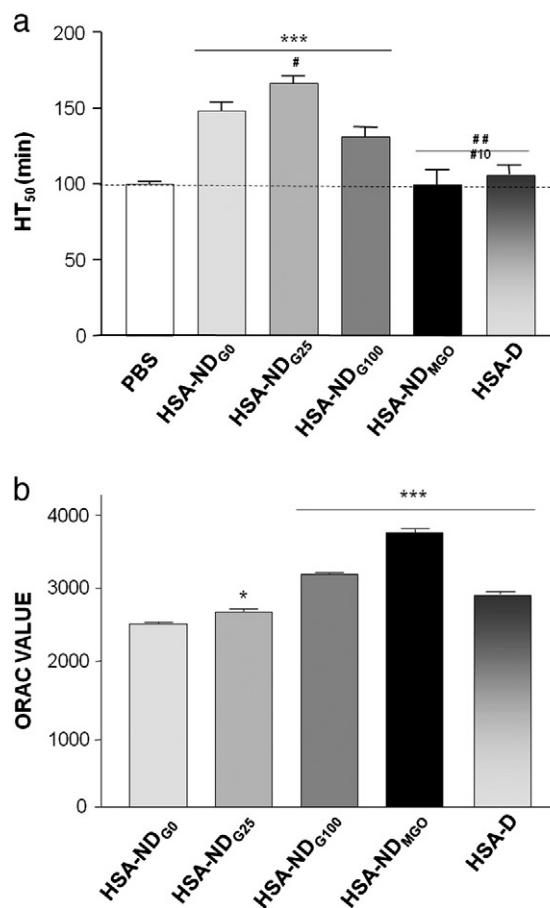 a
200
150
100
50
0
HT50 (min)
***
#
##
#10
PBS
HSA-NDG0
HSA-NDG25
HSA-NDG100
HSA-NDMGO
HSA-D
b
4000
3000
2000
1000
0
ORAC VALUE
*
***
HSA-NDG0
HSA-NDG25
HSA-NDG100
HSA-NDMGO
HSA-D